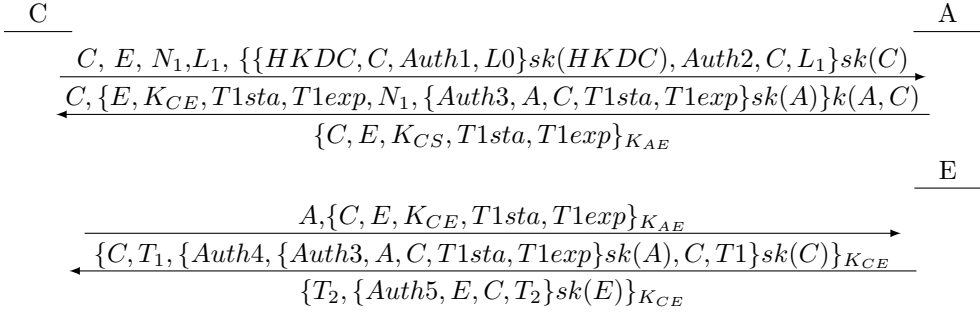 C A
C, E, N1,L1, {{HKDC, C, Auth1, L0}sk(HKDC), Auth2, C, L1}sk(C)
C, {E, KCE, T1sta, T1exp, N1, {Auth3, A, C, T1sta, T1exp}sk(A)}k(A, C)
{C, E, KCS, T1sta, T1exp}KAE
E
A,{C, E, KCE, T1sta, T1exp}KAE
{C, T1, {Auth4, {Auth3, A, C, T1sta, T1exp}sk(A), C, T1}sk(C)}KCE
{T2, {Auth5, E, C, T2}sk(E)}KCE